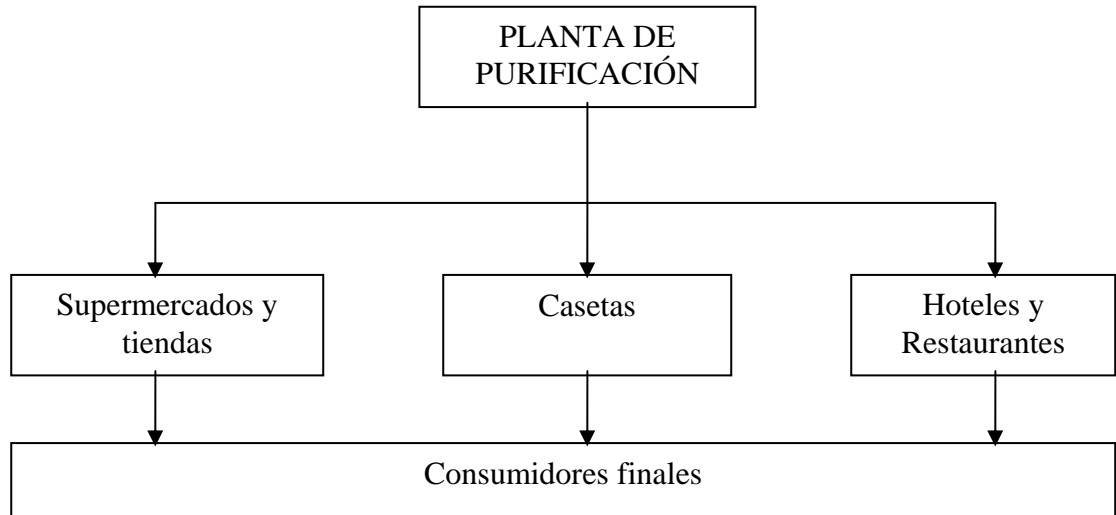 PLANTA DE
PURIFICACIÓN
Supermercados y
tiendas
Casetas
Hoteles y
Restaurantes
Consumidores finales